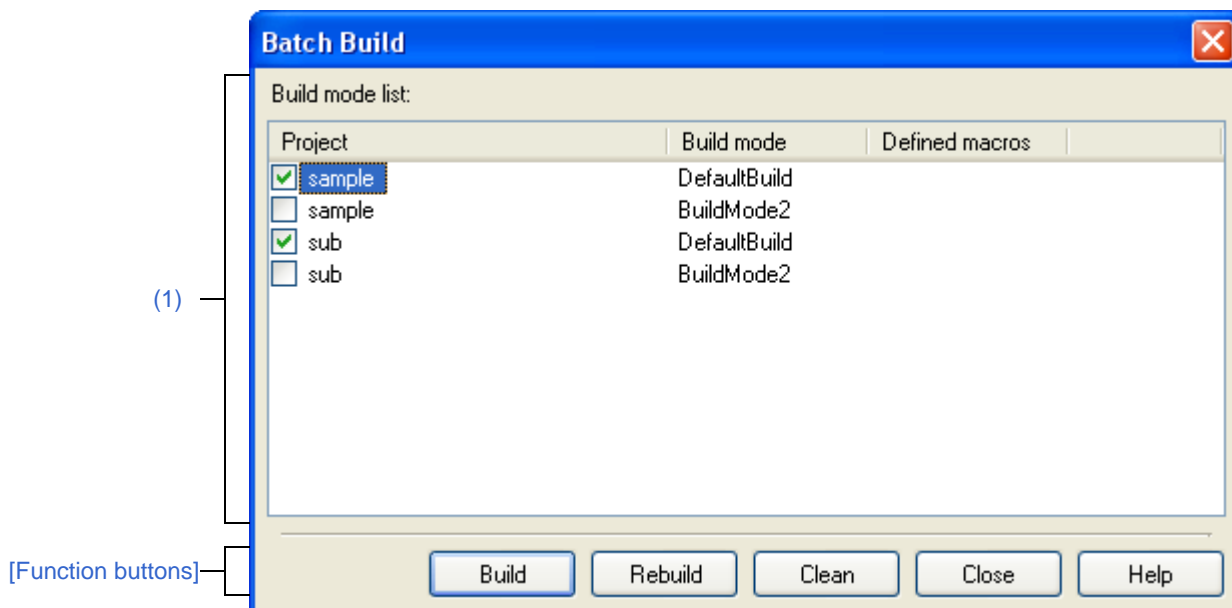 Batch Build
Build mode list:
Project Build mode Defined macros
sample DefaultBuild
sample BuildMode2
sub DefaultBuild
sub BuildMode2
(1)
[Function buttons]
Build Rebuild Clean Close Help